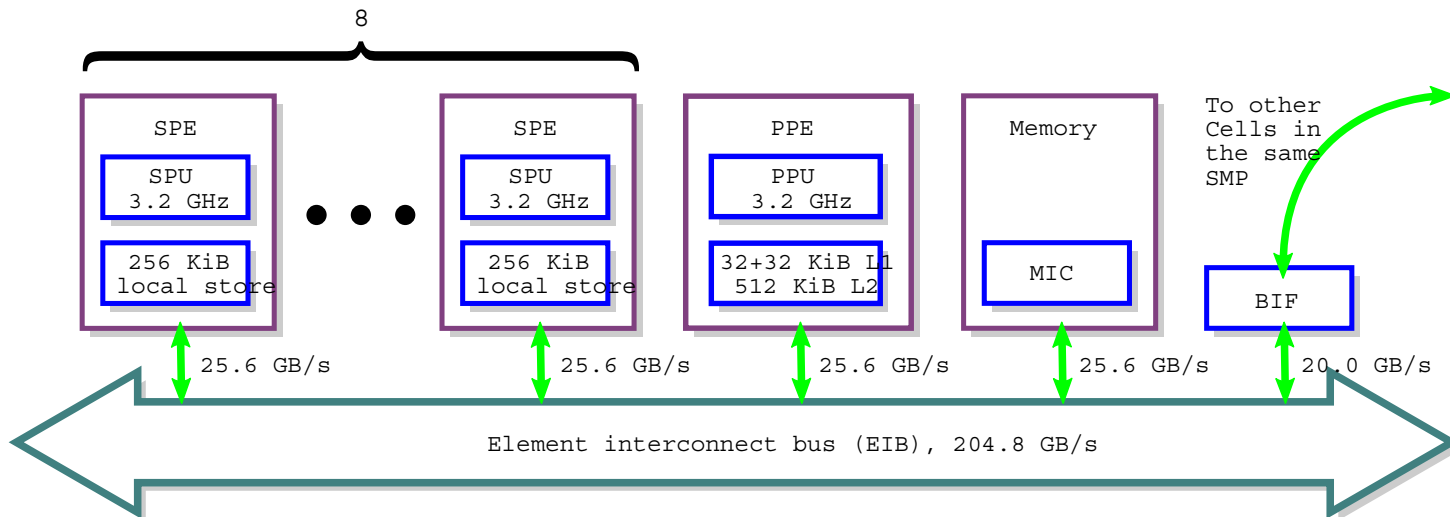 8
SPE
SPU
3.2 GHz
256 KiB
local store
SPE
SPU
3.2 GHz
256 KiB
local store
PPE
PPU
3.2 GHz
32+32 KiB L1
512 KiB L2
Memory
MIC
To other
Cells in
the same
SMP
BIF
25.6 GB/s
25.6 GB/s
25.6 GB/s
25.6 GB/s
20.0 GB/s
Element interconnect bus (EIB), 204.8 GB/s